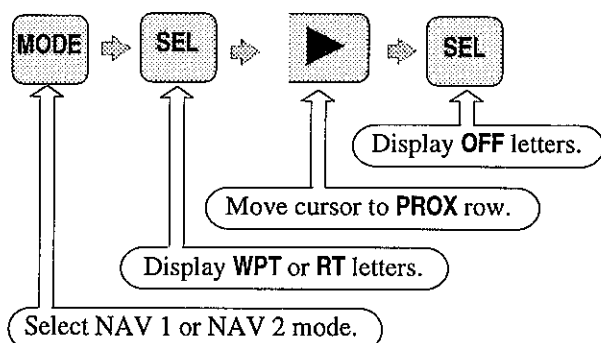 MODE SEL SEL
Display OFF letters.
Move cursor to PROX row.
Display WPT or RT letters.
Select NAV 1 or NAV 2 mode.